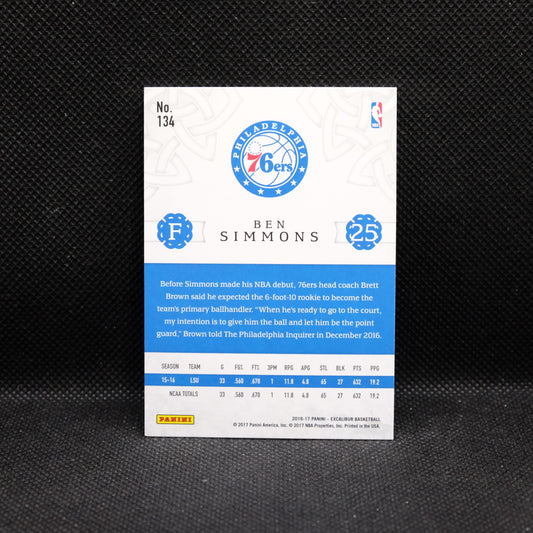 No.
134
NBA
PHILADELPHIA
76ers
BEN
F SIMMONS 25
Before Simmons made his NBA debut, 76ers head coach Brett
Brown said he expected the 6-foot-10 rookie to become the
team's primary ballhandler. “When he's ready to go to the court,
my intention is to give him the ball and let him be the point
guard,” Brown told The Philadelphia Inquirer in December 2016.
SEASON TEAM G FG% FT% 3PM RPG APG STL BLK PTS PPG
15-16 LSU 33 .560 .670 1 11.8 4.8 65 27 632 19.2
NCAA TOTALS 33 .560 .670 1 11.8 4.8 65 27 632 19.2
PANINI
2016-17 PANINI - EXCALIBUR BASKETBALL
© 2017 Panini America, Inc. © 2017 NBA Properties, Inc. Printed in the USA.